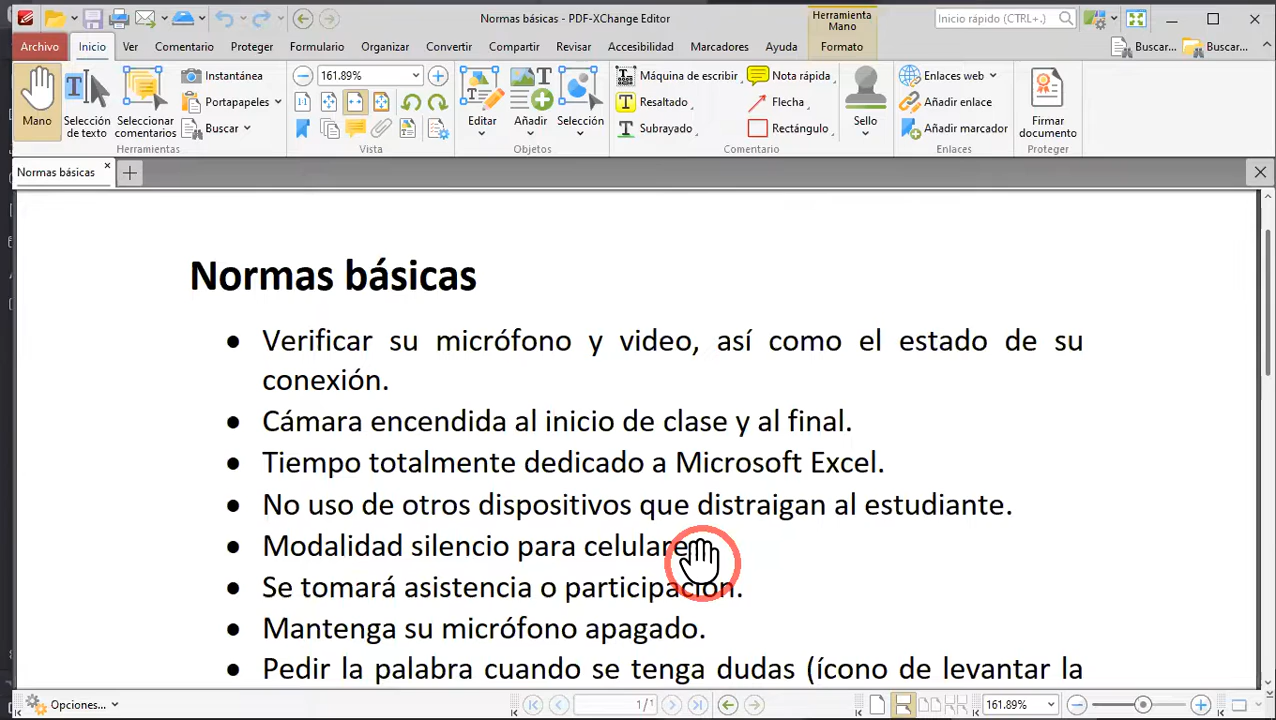 Normas básicas - PDF-XChange Editor
Herramienta
Mano
Inicio rápido (CTRL+.)
Archivo Inicio Ver Comentario Proteger Formulario Organizar Convertir Compartir Revisar Accesibilidad Marcadores Ayuda Formato Buscar... Buscar...
Mano
Selección
de texto
Seleccionar
comentarios
Instantánea
Portapapeles
Buscar
Herramientas
161.89%
Vista
Editar
Añadir
Selección
Objetos
Máquina de escribir
Resaltado
Subrayado
Nota rápida
Flecha
Rectángulo
Sello
Comentario
Enlaces web
Añadir enlace
Añadir marcador
Enlaces
Firmar
documento
Proteger
Normas básicas
Normas básicas
• Verificar su micrófono y video, así como el estado de su
conexión.
• Cámara encendida al inicio de clase y al final.
• Tiempo totalmente dedicado a Microsoft Excel.
• No uso de otros dispositivos que distraigan al estudiante.
• Modalidad silencio para celulare
• Se tomará asistencia o participación.
• Mantenga su micrófono apagado.
• Pedir la palabra cuando se tenga dudas (ícono de levantar la
Opciones...
1/1
161.89%